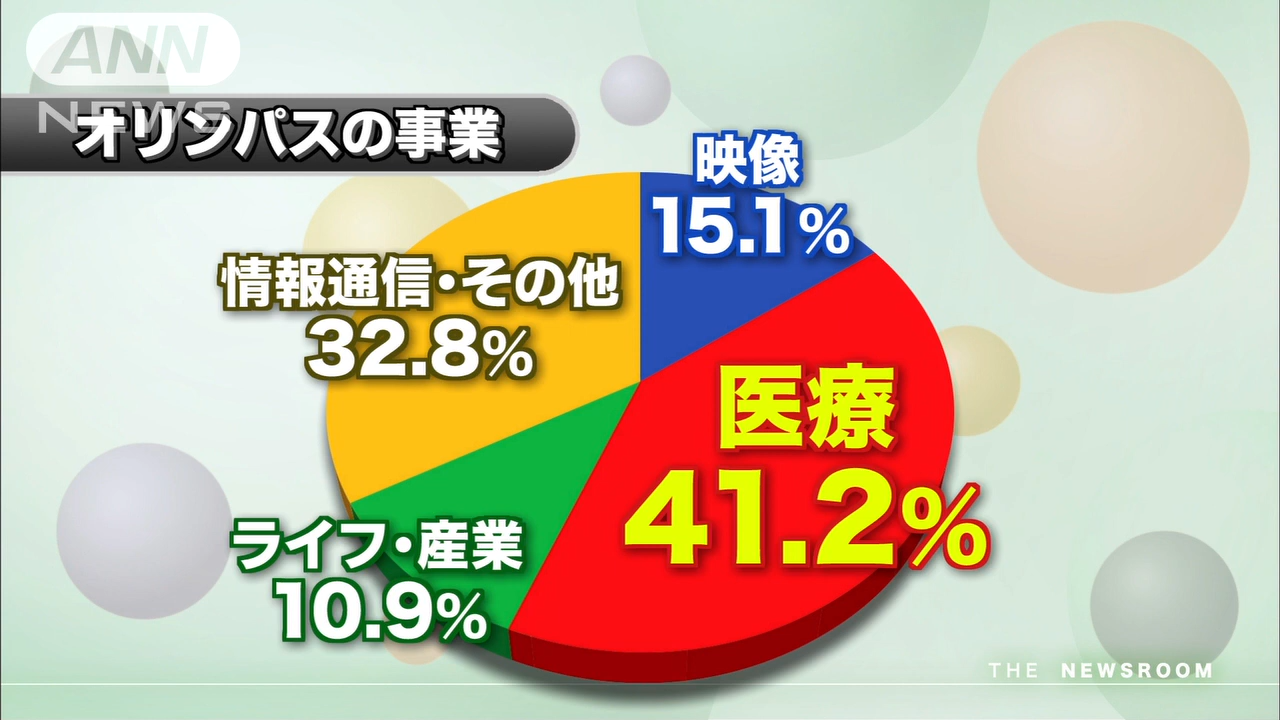 ANN
NEWS
オリンパスの事業
映像
15.1%
情報通信・その他
32.8%
医療
41.2%
ライフ・産業
10.9%
THE NEWSROOM